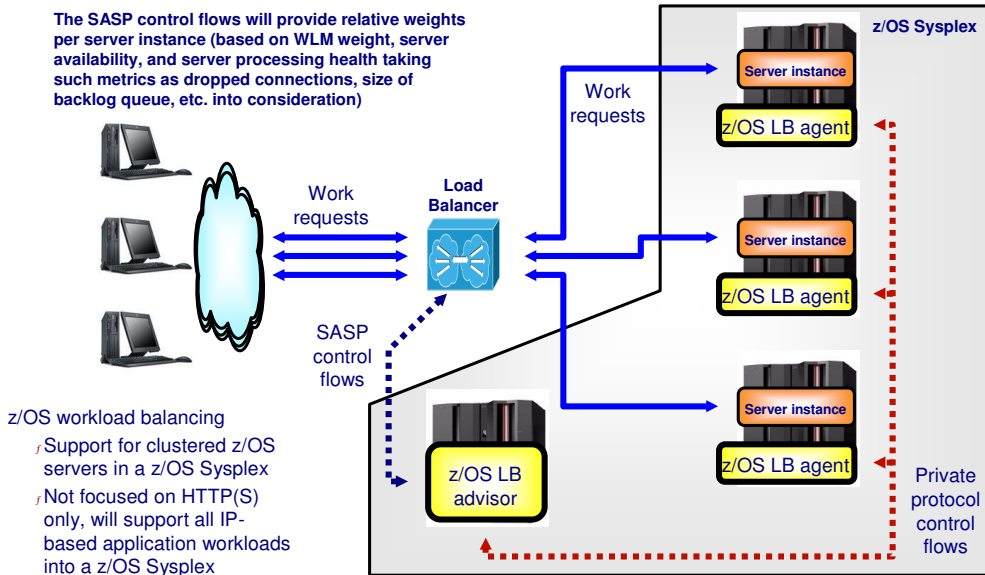 The SASP control flows will provide relative weights
per server instance (based on WLM weight, server
availability, and server processing health taking
such metrics as dropped connections, size of
backlog queue, etc. into consideration)
z/OS Sysplex
Server instance
z/OS LB agent
Work
requests
Load
Balancer
Work
requests
Server instance
z/OS LB agent
SASP
control
flows
Server instance
z/OS LB agent
z/OS LB
advisor
Private
protocol
control
flows
z/OS workload balancing
ƒ Support for clustered z/OS
servers in a z/OS Sysplex
ƒ Not focused on HTTP(S)
only, will support all IP-
based application workloads
into a z/OS Sysplex